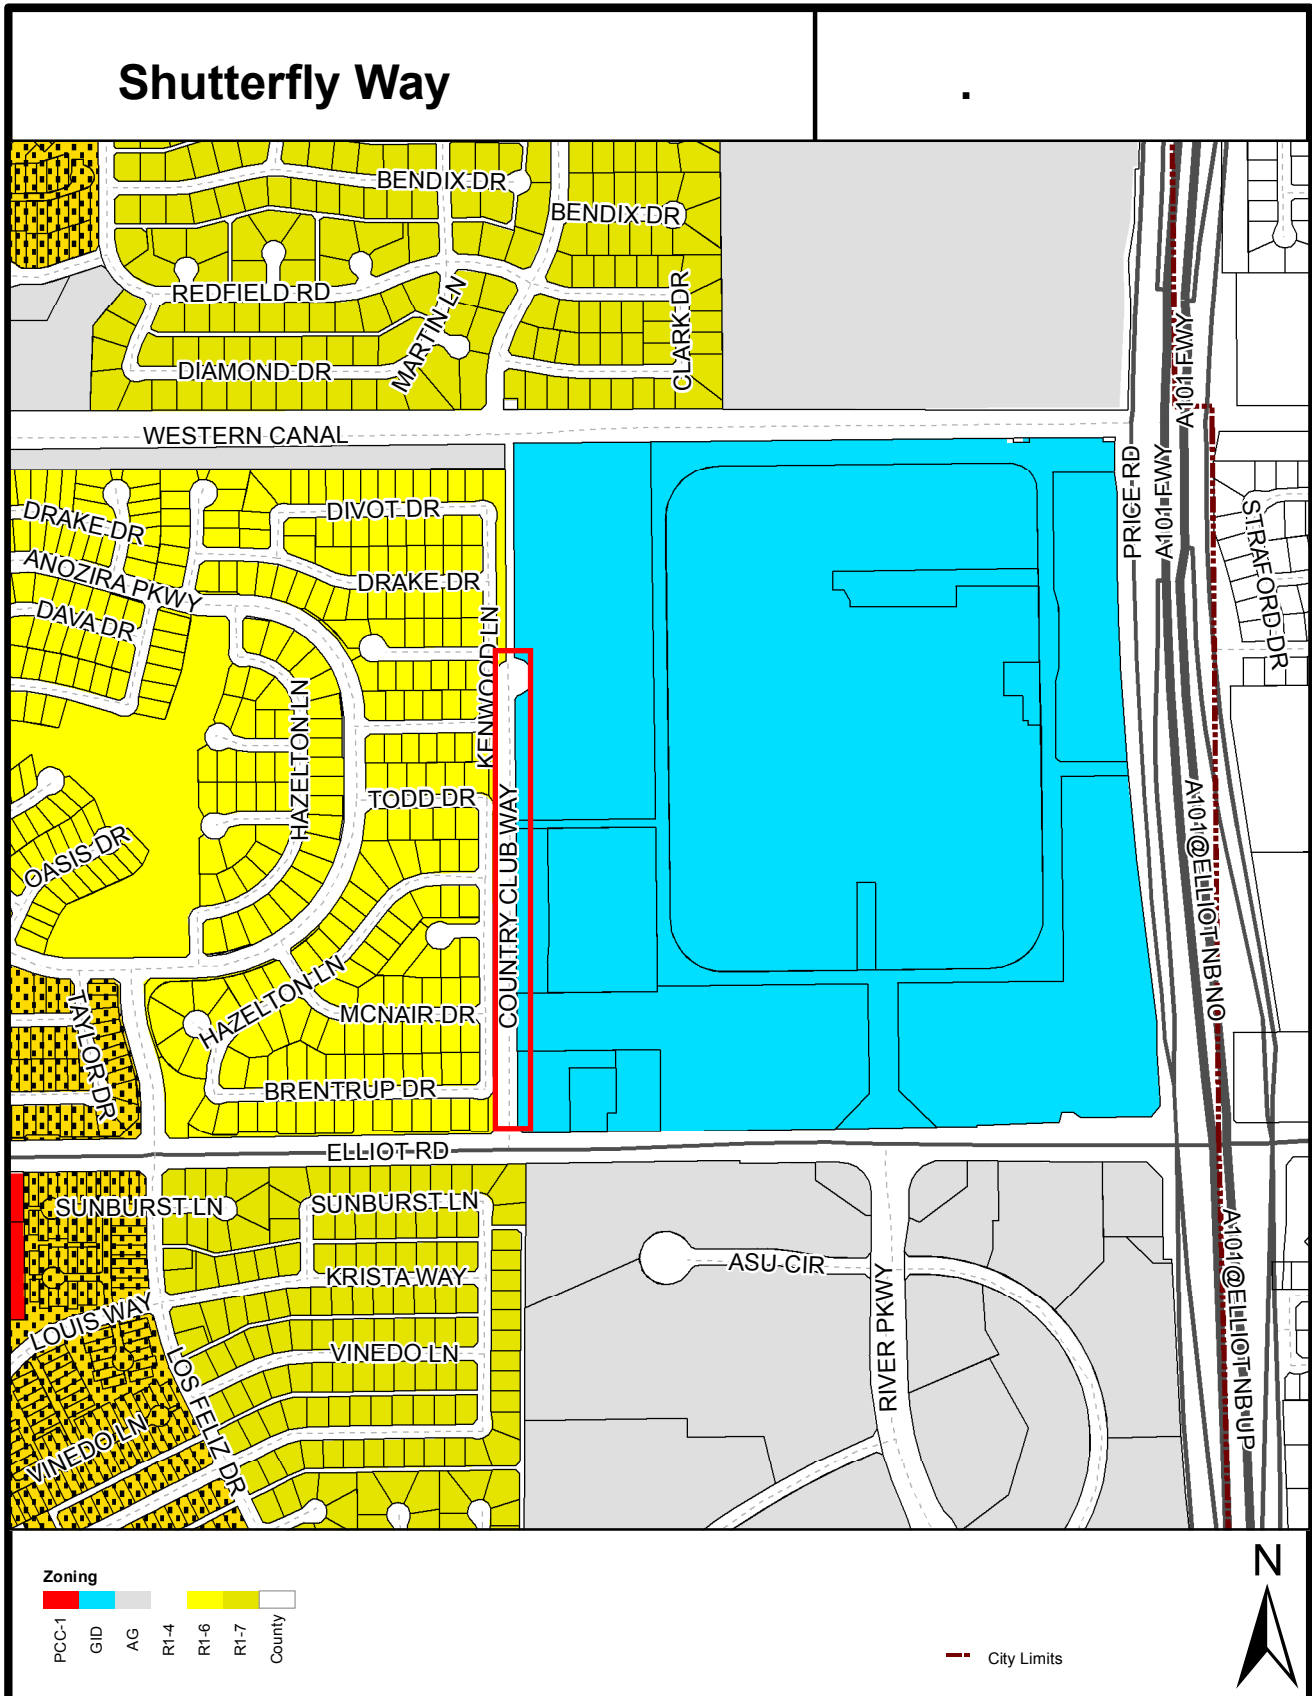 Shutterfly Way
.
BENDIX DR
BENDIX DR
REDFIELD RD
MARTIN LN
CLARK DR
DIAMOND DR
A101 FWY
WESTERN CANAL
PRICE RD
A101 FWY
DRAKE DR
DIVOT DR
STRAFORD DR
ANOZIRA PKWY
DRAKE DR
DAVA DR
KENWOOD LN
HAZELTON LN
TODD DR
COUNTRY CLUB WAY
OASIS DR
A101@ELLIOT NB NO
HAZELTON LN
TAYLOR DR
MCNAIR DR
BRENTRUP DR
ELLIOT RD
SUNBURST LN
SUNBURST LN
ASU CIR
KRISTA WAY
RIVER PKWY
A101@ELLIOT NB UP
LOUIS WAY
VINEDO LN
LOS FELIZ DR
VINEDO LN
Zoning
PCC-1
GID
AG
R1-4
R1-6
R1-7
County
N
City Limits